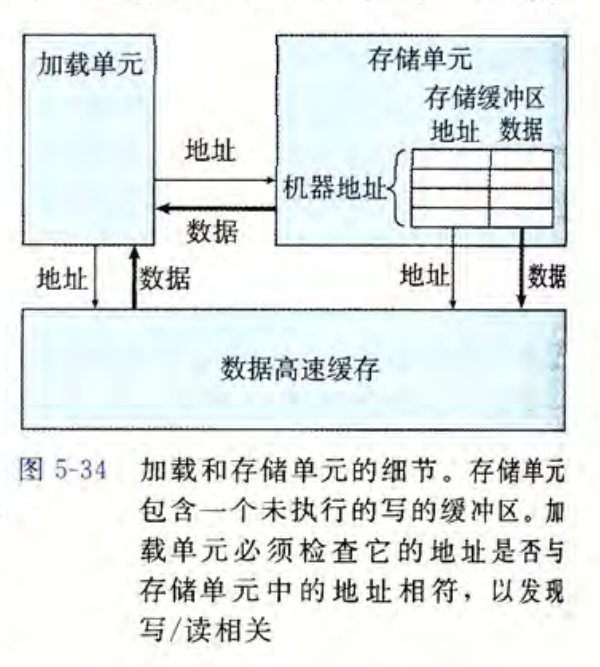 加载单元
存储单元
存储缓冲区
地址 数据
地址
机器地址
数据
地址
数据
地址
数据
数据高速缓存
图 5-34 加载和存储单元的细节。存储单元
包含一个未执行的写的缓冲区。加
载单元必须检查它的地址是否与
存储单元中的地址相符，以发现
写/读相关